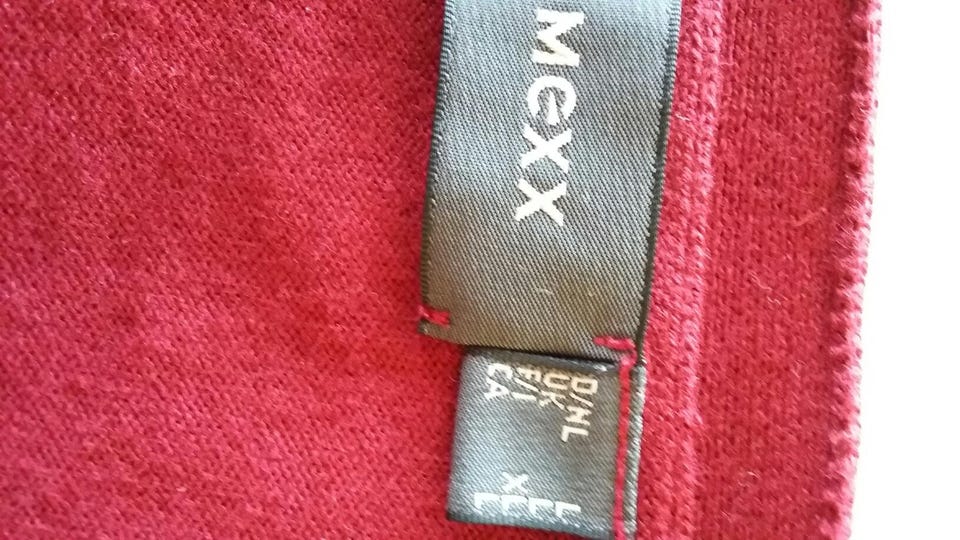 Mexx
D/NL L
UK L
F/I XL
CA L